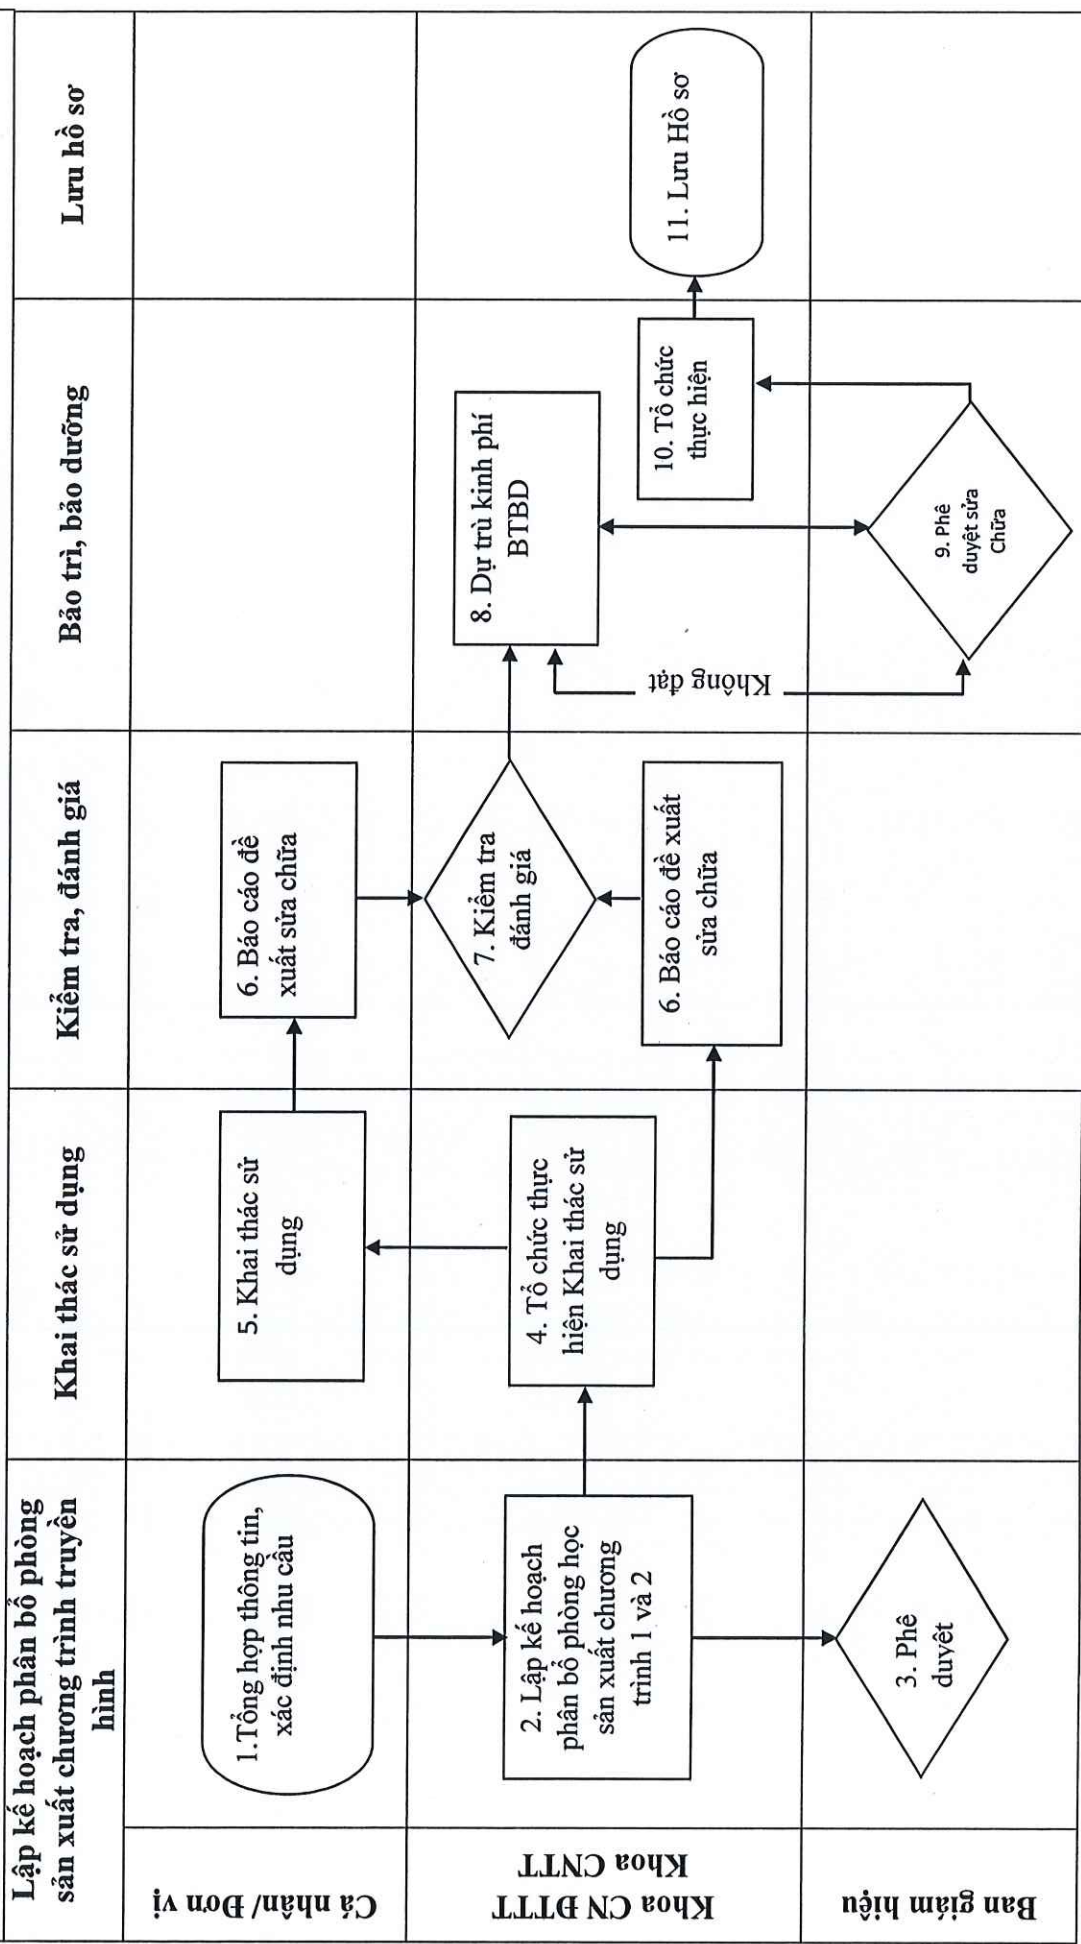 Lập kế hoạch phân bổ phòng
sản xuất chương trình truyền
hình
Khai thác sử dụng
Kiểm tra, đánh giá
Bảo trì, bảo dưỡng
Lưu hồ sơ
Cá nhân/ Đơn vị
1.Tổng hợp thông tin,
xác định nhu cầu
5. Khai thác sử
dụng
6. Báo cáo đề
xuất sửa chữa
Khoa CN ĐTTT
Khoa CNTT
2. Lập kế hoạch
phân bổ phòng học
sản xuất chương
trình 1 và 2
4. Tổ chức thực
hiện Khai thác sử
dụng
7. Kiểm tra
đánh giá
6. Báo cáo đề xuất
sửa chữa
8. Dự trù kinh phí
BTBD
Không đạt
10. Tổ chức
thực hiện
11. Lưu Hồ sơ
Ban giám hiệu
3. Phê
duyệt
9. Phê
duyệt sửa
Chữa